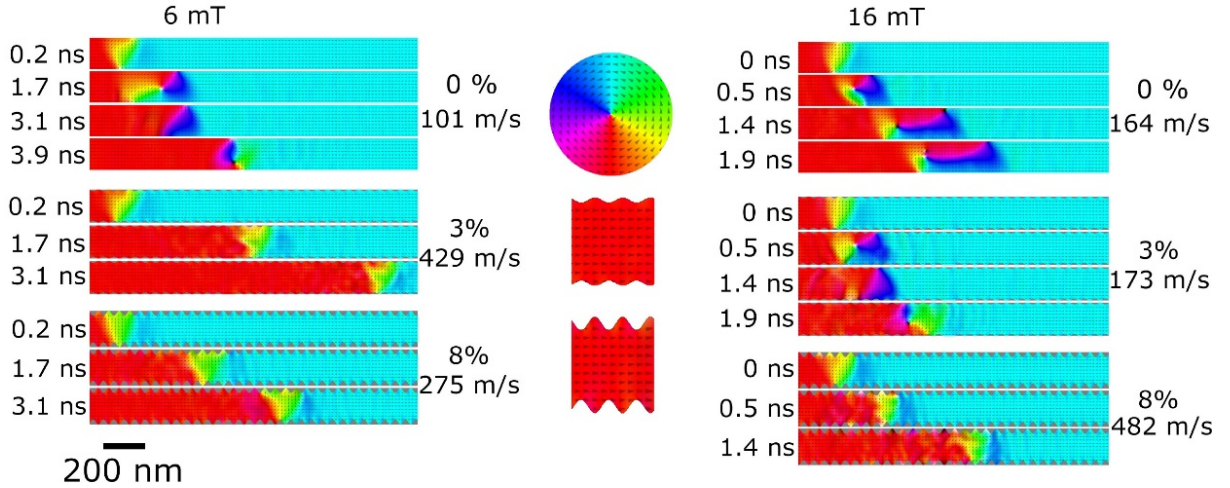 6 mT
0.2 ns
1.7 ns
3.1 ns
3.9 ns
0 %
101 m/s
0.2 ns
1.7 ns
3.1 ns
3%
429 m/s
0.2 ns
1.7 ns
3.1 ns
8%
275 m/s
200 nm
16 mT
0 ns
0.5 ns
1.4 ns
1.9 ns
0 %
164 m/s
0 ns
0.5 ns
1.4 ns
1.9 ns
3%
173 m/s
0 ns
0.5 ns
1.4 ns
8%
482 m/s